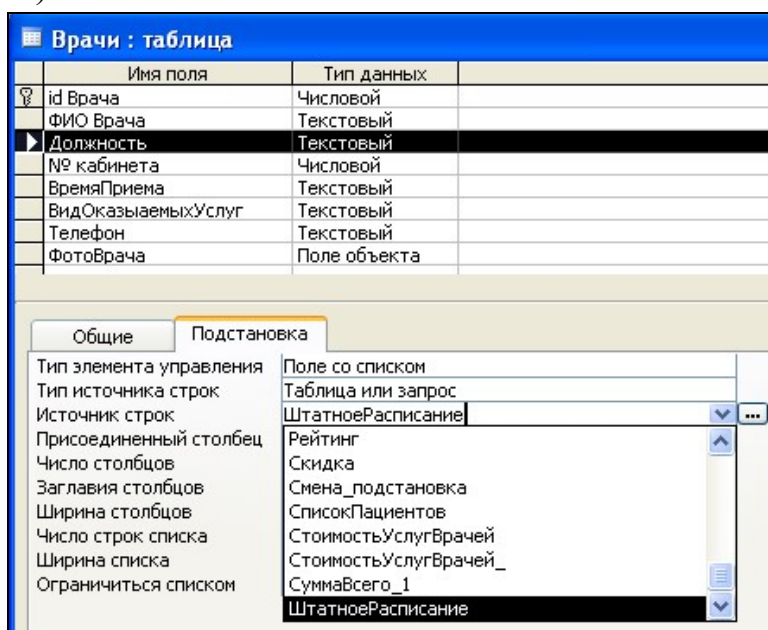 Врачи : таблица
Имя поля Тип данных
id Врача Числовой
ФИО Врача Текстовый
Должность Текстовый
№ кабинета Числовой
ВремяПриема Текстовый
ВидОказыаемыхУслуг Текстовый
Телефон Текстовый
ФотоВрача Поле объекта
Общие Подстановка
Тип элемента управления Поле со списком
Тип источника строк Таблица или запрос
Источник строк ШтатноеРасписание ...
Присоединенный столбец Рейтинг
Число столбцов Скидка
Заглавия столбцов Смена_подстановка
Ширина столбцов СписокПациентов
Число строк списка СтоимостьУслугВрачей
Ширина списка СтоимостьУслугВрачей_
Ограничиться списком СуммаВсего_1
ШтатноеРасписание